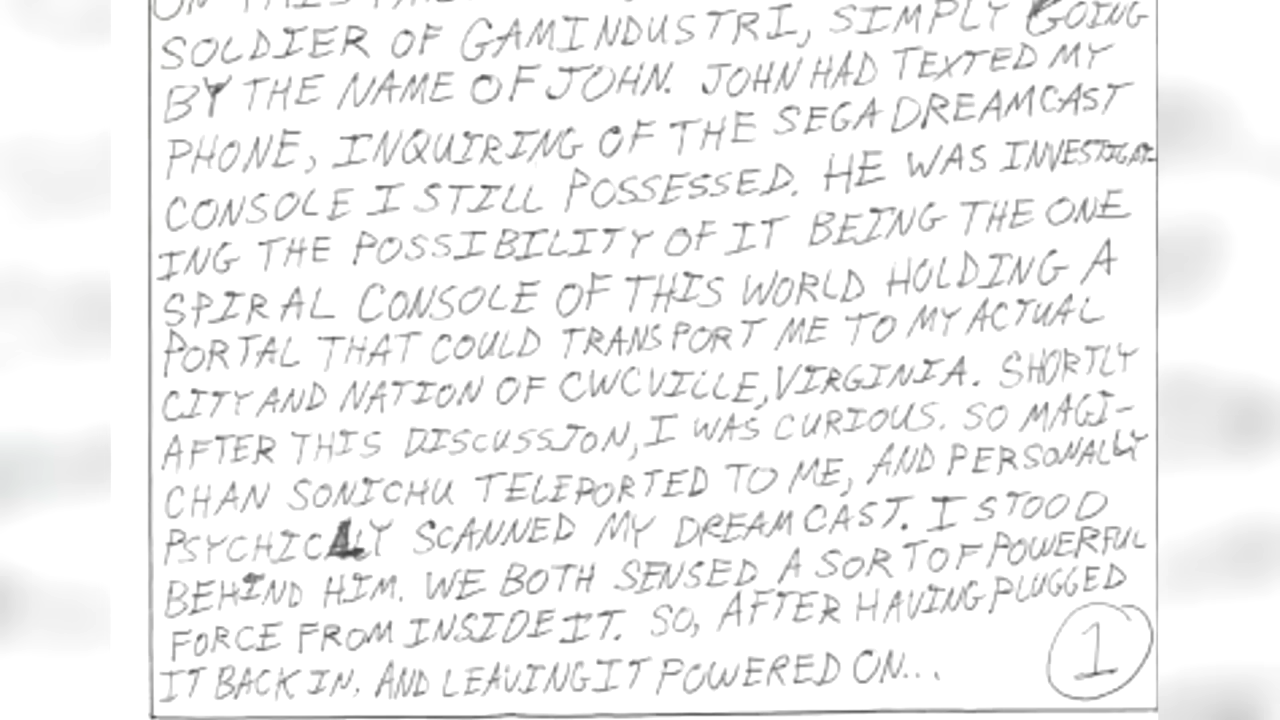 ON THIS
SOLDIER OF GAMINDUSTRI, SIMPLY GOING
BY THE NAME OF JOHN. JOHN HAD TEXTED MY
PHONE, INQUIRING OF THE SEGA DREAMCAST
CONSOLE I STILL POSSESSED. HE WAS INVESTIGAT-
ING THE POSSIBILITY OF IT BEING THE ONE
SPIRAL CONSOLE OF THIS WORLD HOLDING A
PORTAL THAT COULD TRANSPORT ME TO MY ACTUAL
CITY AND NATION OF CWCVILLE, VIRGINIA. SHORTLY
AFTER THIS DISCUSSION, I WAS CURIOUS. SO MAGI-
CHAN SONICHU TELEPORTED TO ME, AND PERSONALLY
PSYCHICALLY SCANNED MY DREAMCAST. I STOOD
BEHIND HIM. WE BOTH SENSED A SORT OF POWERFUL
FORCE FROM INSIDE IT. SO, AFTER HAVING PLUGGED
IT BACK IN, AND LEAVING IT POWERED ON...
1